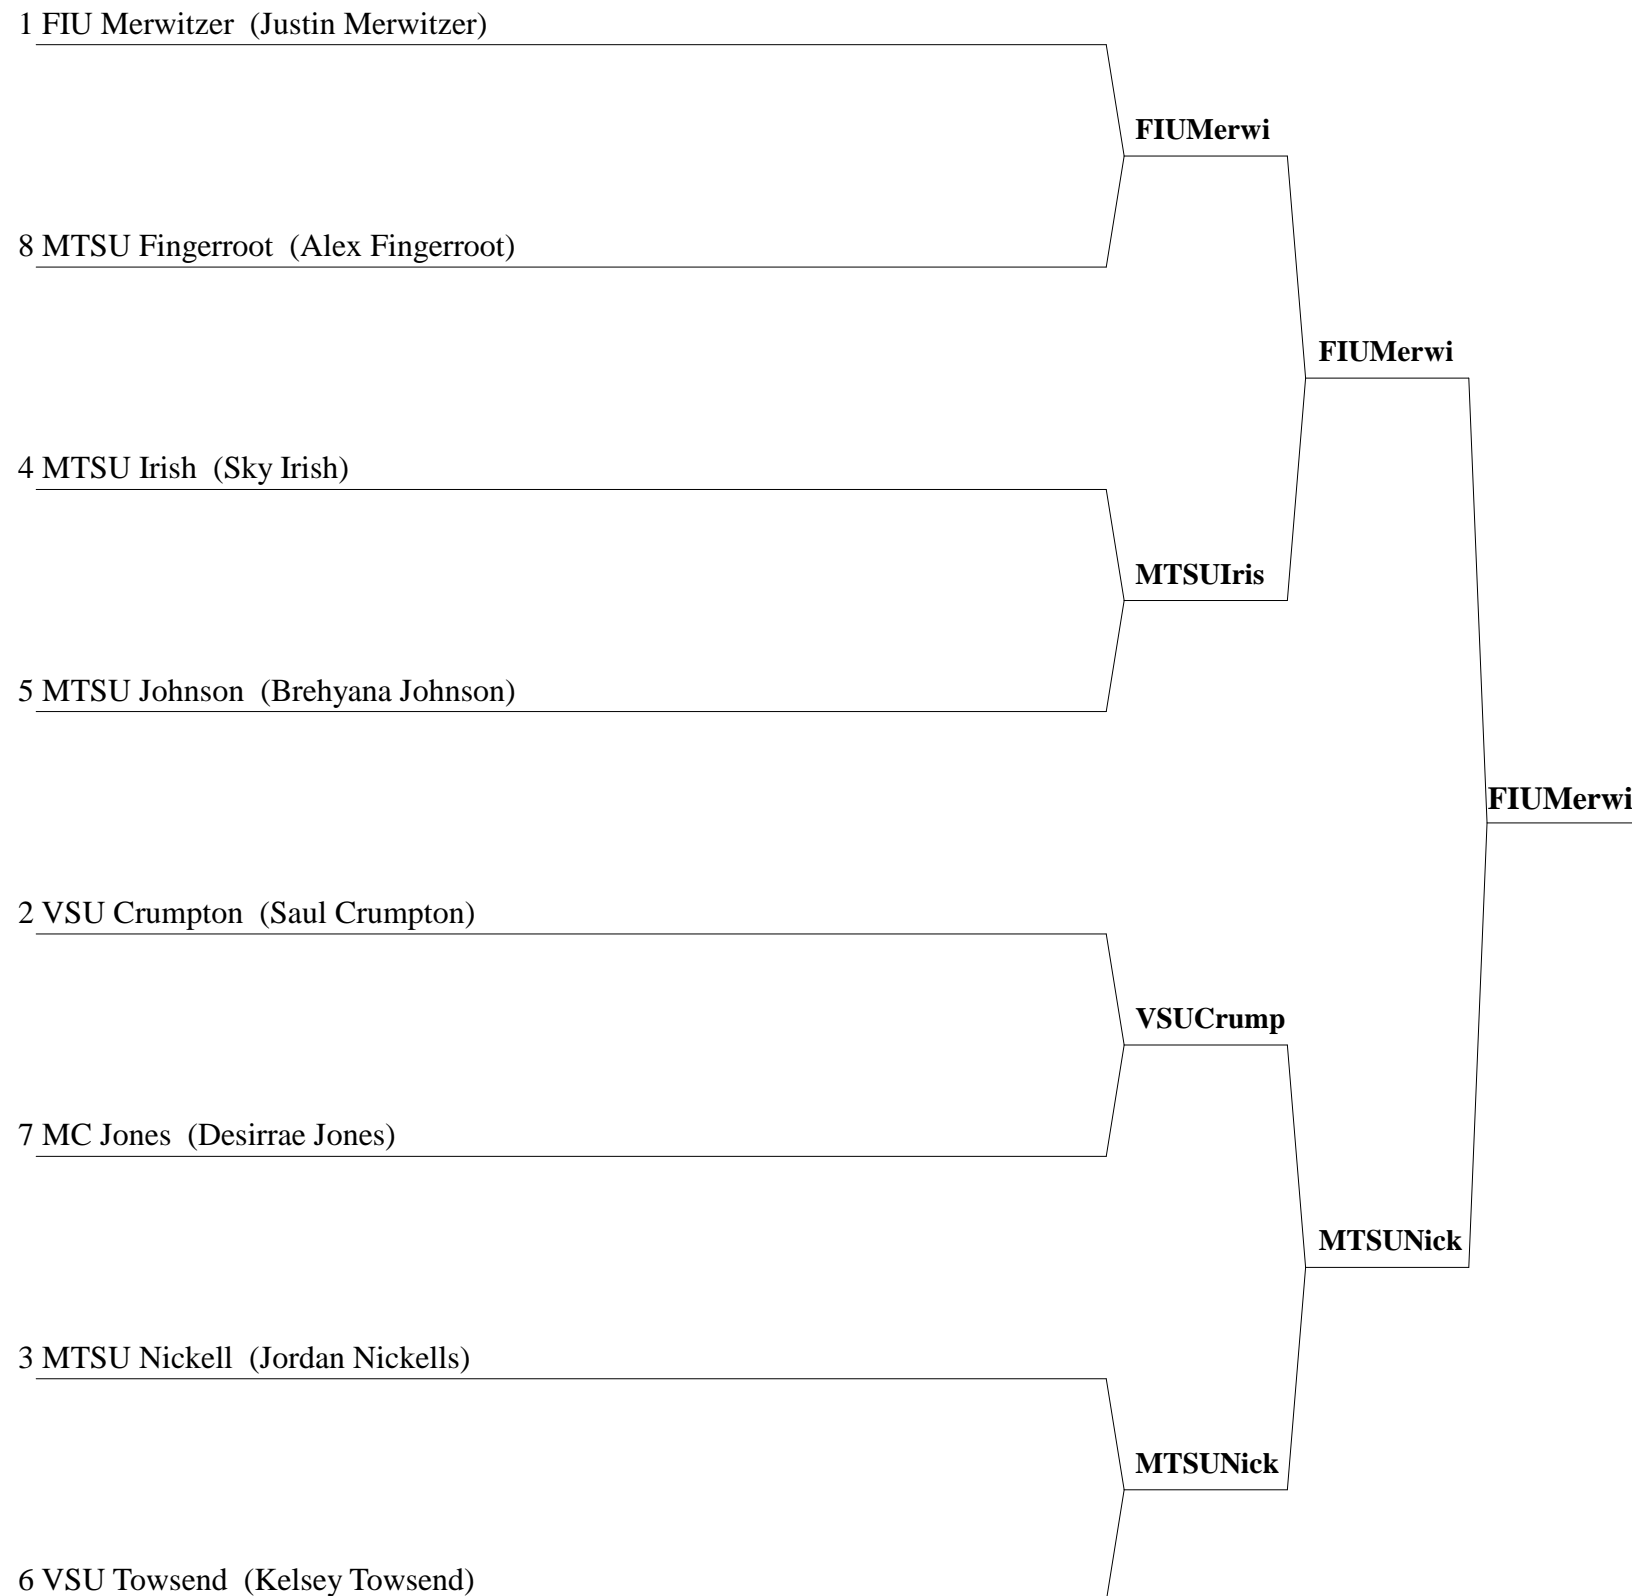 1 FIU Merwitzer (Justin Merwitzer)
FIUMerwi
8 MTSU Fingerroot (Alex Fingerroot)
FIUMerwi
4 MTSU Irish (Sky Irish)
MTSUIris
5 MTSU Johnson (Brehyana Johnson)
FIUMerwi
2 VSU Crumpton (Saul Crumpton)
VSUCrump
7 MC Jones (Desirrae Jones)
MTSUNick
3 MTSU Nickell (Jordan Nickells)
MTSUNick
6 VSU Towsend (Kelsey Towsend)